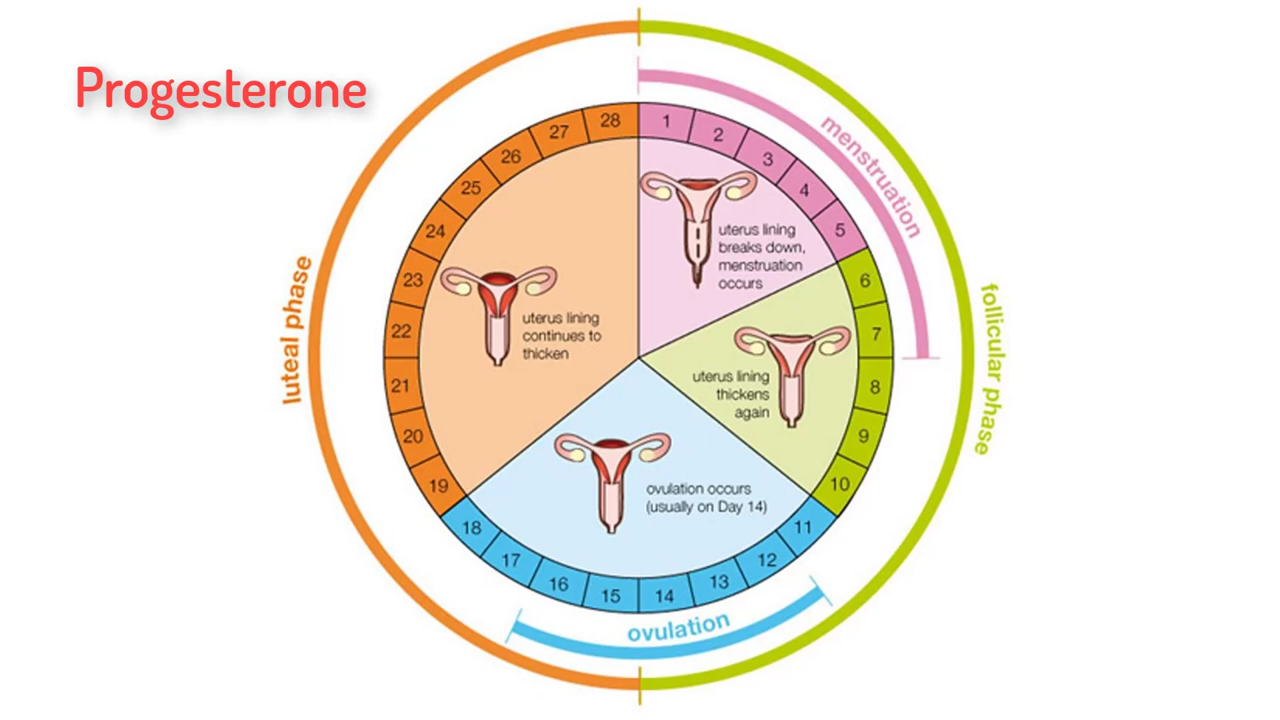 Progesterone
1
2
3
4
5
6
7
8
9
10
11
12
13
14
15
16
17
18
19
20
21
22
23
24
25
26
27
28
menstruation
uterus lining
breaks down,
menstruation
occurs
follicular phase
uterus lining
thickens
again
ovulation occurs
(usually on Day 14)
ovulation
uterus lining
continues to
thicken
luteal phase